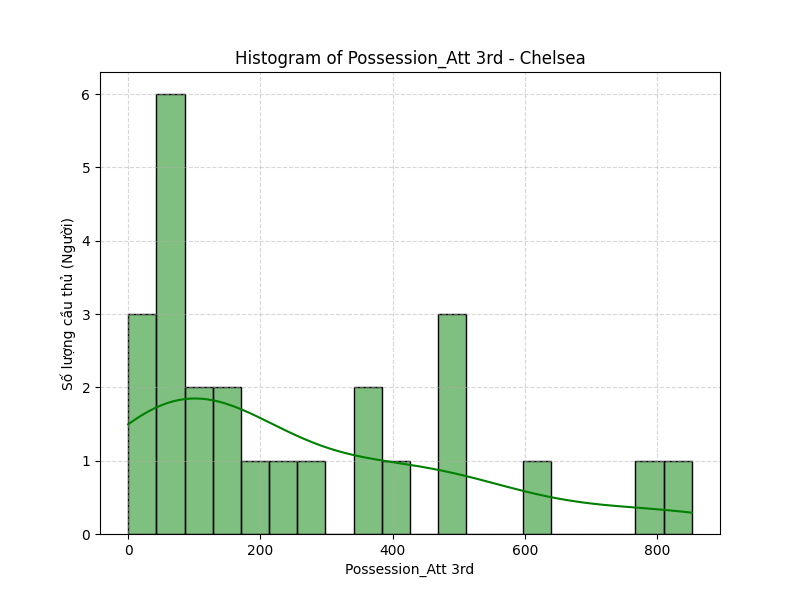 Histogram of Possession_Att 3rd - Chelsea
Số lượng cầu thủ (Người)
6
5
4
3
2
1
0
0 200 400 600 800
Possession_Att 3rd